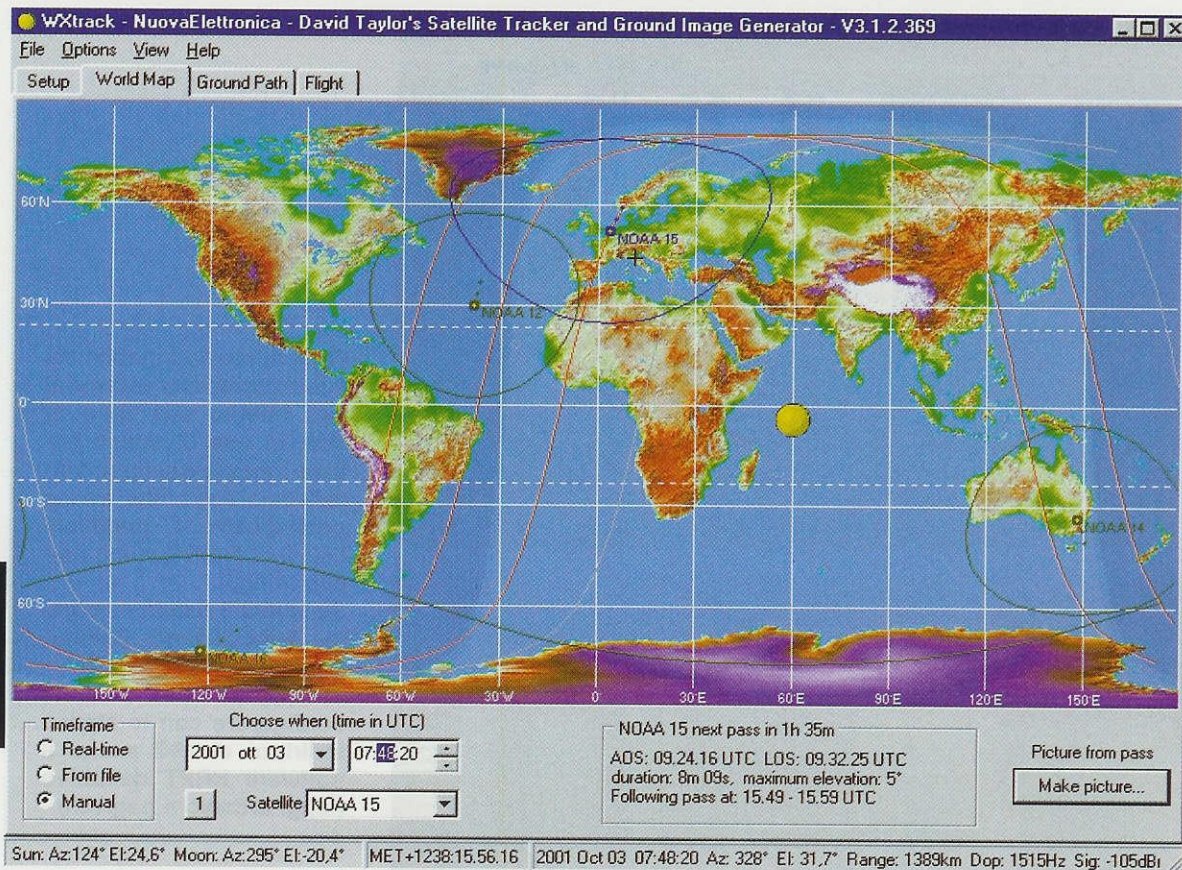 WXtrack - NuovaElettronica - David Taylor's Satellite Tracker and Ground Image Generator - V3.1.2.369
File Options View Help
Setup World Map Ground Path Flight
60°N
NOAA 15
30°N
NOAA 12
0°
30°S
NOAA 14
60°S
NOAA 16
150°W 120°W 90°W 60°W 30°W 0° 30°E 60°E 90°E 120°E 150°E
Timeframe
Real-time
From file
Manual
Choose when (time in UTC)
2001 ott 03 07:48:20
1 Satellite NOAA 15
NOAA 15 next pass in 1h 35m
AOS: 09.24.16 UTC LOS: 09.32.25 UTC
duration: 8m 09s, maximum elevation: 5°
Following pass at: 15.49 - 15.59 UTC
Picture from pass
Make picture...
Sun: Az:124° El:24,6° Moon: Az:295° El:-20,4° MET+1238:15.56.16 2001 Oct 03 07:48:20 Az: 328° El: 31,7° Range: 1389km Dop: 1515Hz Sig: -105dBı